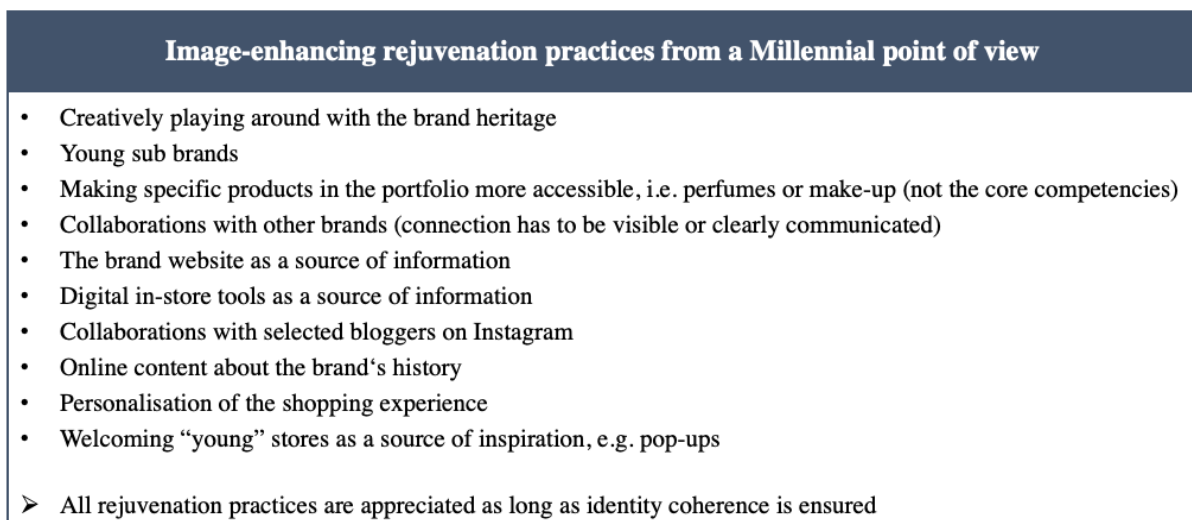 Image-enhancing rejuvenation practices from a Millennial point of view
• Creatively playing around with the brand heritage
• Young sub brands
• Making specific products in the portfolio more accessible, i.e. perfumes or make-up (not the core competencies)
• Collaborations with other brands (connection has to be visible or clearly communicated)
• The brand website as a source of information
• Digital in-store tools as a source of information
• Collaborations with selected bloggers on Instagram
• Online content about the brand‘s history
• Personalisation of the shopping experience
• Welcoming “young” stores as a source of inspiration, e.g. pop-ups
➢ All rejuvenation practices are appreciated as long as identity coherence is ensured